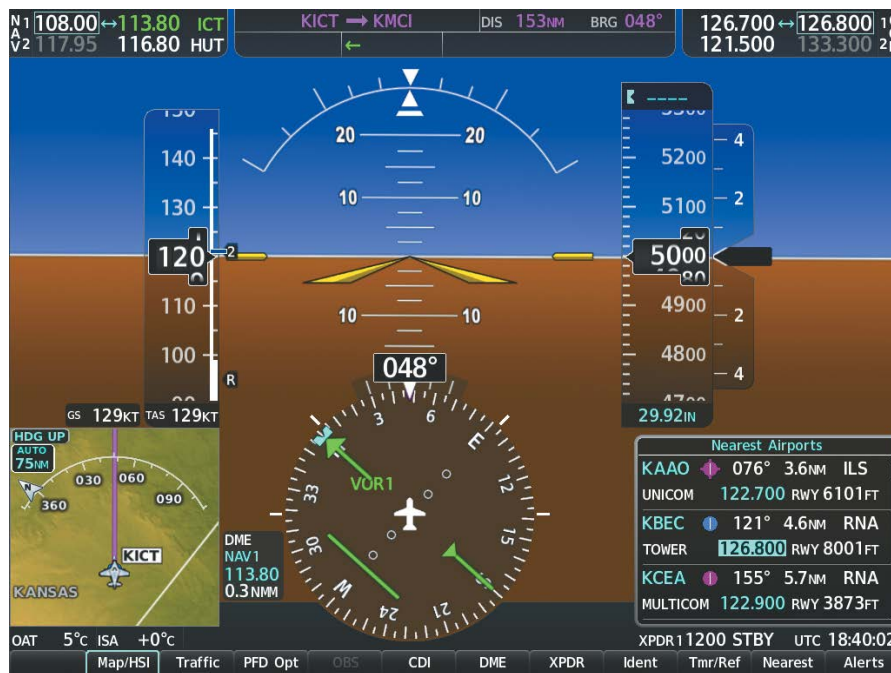 NAV 1 108.00 ↔ 113.80 ICT
2 117.95 116.80 HUT
KICT → KMCI DIS 153NM BRG 048°
←
126.700 ↔ 126.800
121.500 133.300
----
140
130
120
110
100
2
R
20 20
10 10
10 10
5200
5100
5000
20
80
4900
4800
4
2
2
4
29.92IN
GS 129KT TAS 129KT
048°
3 6 E 12 15 21 24 W 30 33
VOR1
HDG UP
AUTO
75NM
N
360 030 060 090
KICT
KANSAS
DME
NAV1
113.80
0.3NM
Nearest Airports
KAAO 076° 3.6NM ILS
UNICOM 122.700 RWY 6101FT
KBEC 121° 4.6NM RNA
TOWER 126.800 RWY 8001FT
KCEA 155° 5.7NM RNA
MULTICOM 122.900 RWY 3873FT
OAT 5°C ISA +0°C
XPDR 1 1200 STBY UTC 18:40:02
Map/HSI Traffic PFD Opt OBS CDI DME XPDR Ident Tmr/Ref Nearest Alerts